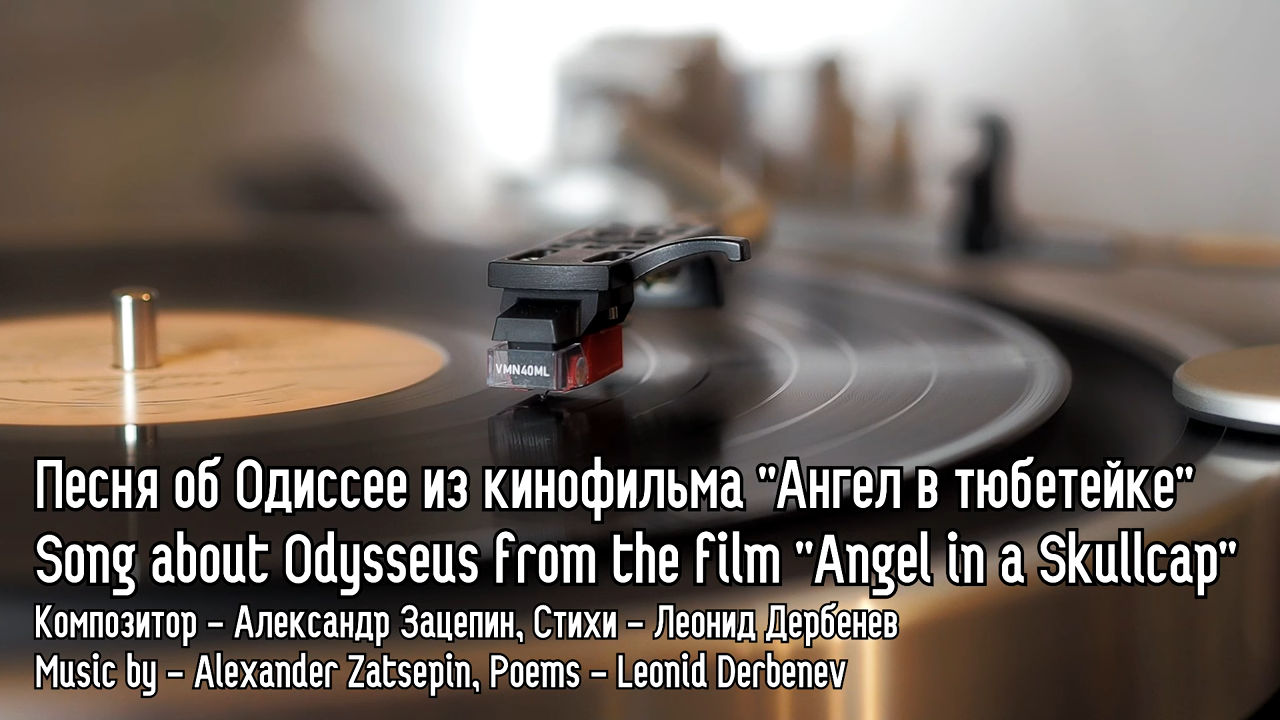 VMN40ML
Песня об Одиссее из кинофильма "Ангел в тюбетейке"
Song about Odysseus from the film "Angel in a Skullcap"
Композитор - Александр Зацепин, Стихи - Леонид Дербенев
Music by - Alexander Zatsepin, Poems - Leonid Derbenev